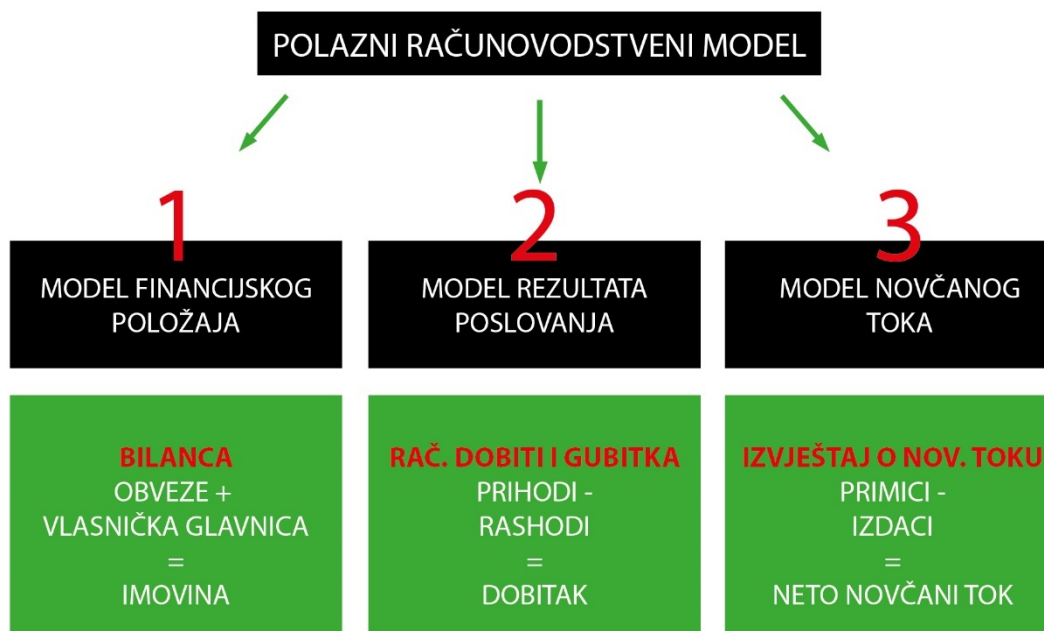 POLAZNI RAČUNOVODSTVENI MODEL
1
MODEL FINANCIJSKOG
POLOŽAJA
BILANCA
OBVEZE +
VLASNIČKA GLAVNICA
=
IMOVINA
2
MODEL REZULTATA
POSLOVANJA
RAČ. DOBITI I GUBITKA
PRIHODI -
RASHODI
=
DOBITAK
3
MODEL NOVČANOG
TOKA
IZVJEŠTAJ O NOV. TOKU
PRIMICI -
IZDACI
=
NETO NOVČANI TOK